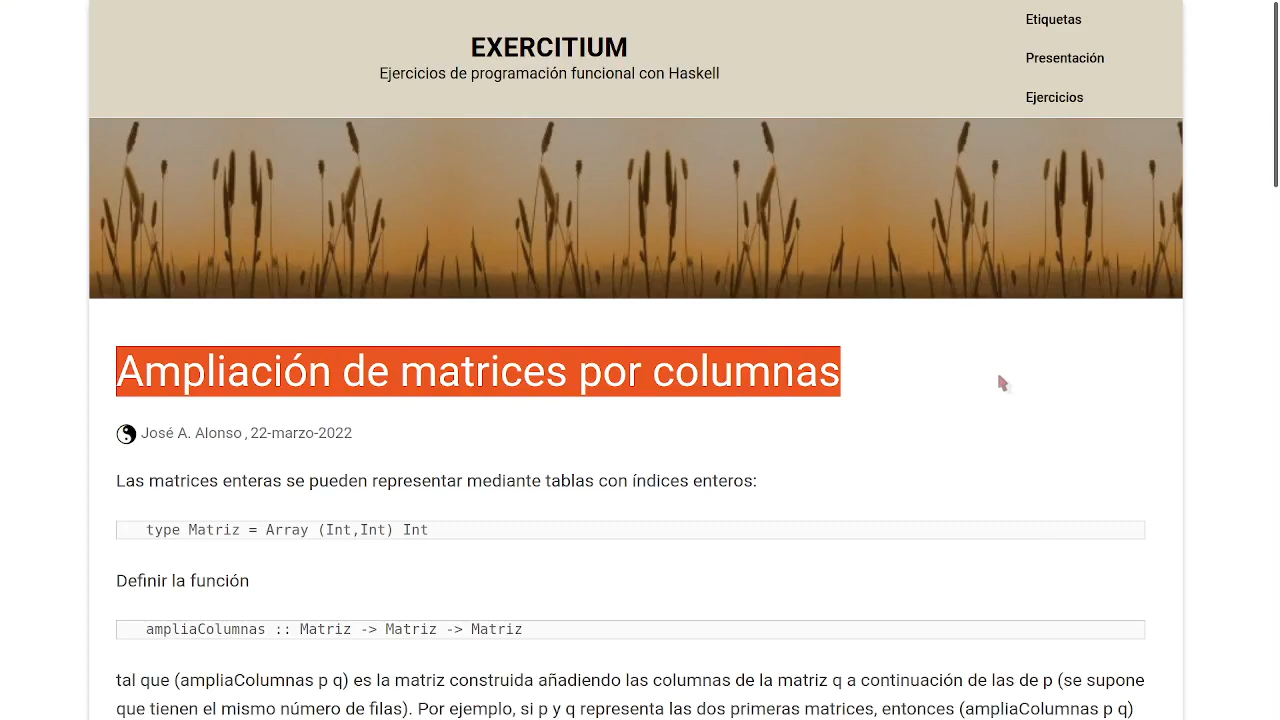 Etiquetas
EXERCITIUM
Ejercicios de programación funcional con Haskell
Presentación
Ejercicios
Ampliación de matrices por columnas
José A. Alonso , 22-marzo-2022
Las matrices enteras se pueden representar mediante tablas con índices enteros:
type Matriz = Array (Int,Int) Int
Definir la función
ampliaColumnas :: Matriz -> Matriz -> Matriz
tal que (ampliaColumnas p q) es la matriz construida añadiendo las columnas de la matriz q a continuación de las de p (se supone
que tienen el mismo número de filas). Por ejemplo, si p y q representa las dos primeras matrices, entonces (ampliaColumnas p q)